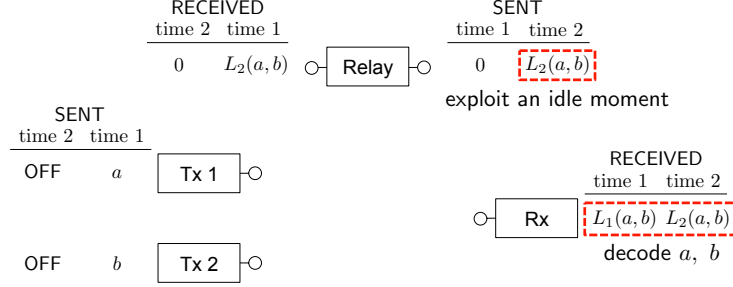 RECEIVED
time 2 time 1
0 L₂(a, b)
Relay
SENT
time 1 time 2
0 L₂(a, b)
exploit an idle moment
SENT
time 2 time 1
OFF a
Tx 1
OFF b
Tx 2
RECEIVED
time 1 time 2
Rx
L₁(a, b) L₂(a, b)
decode a, b